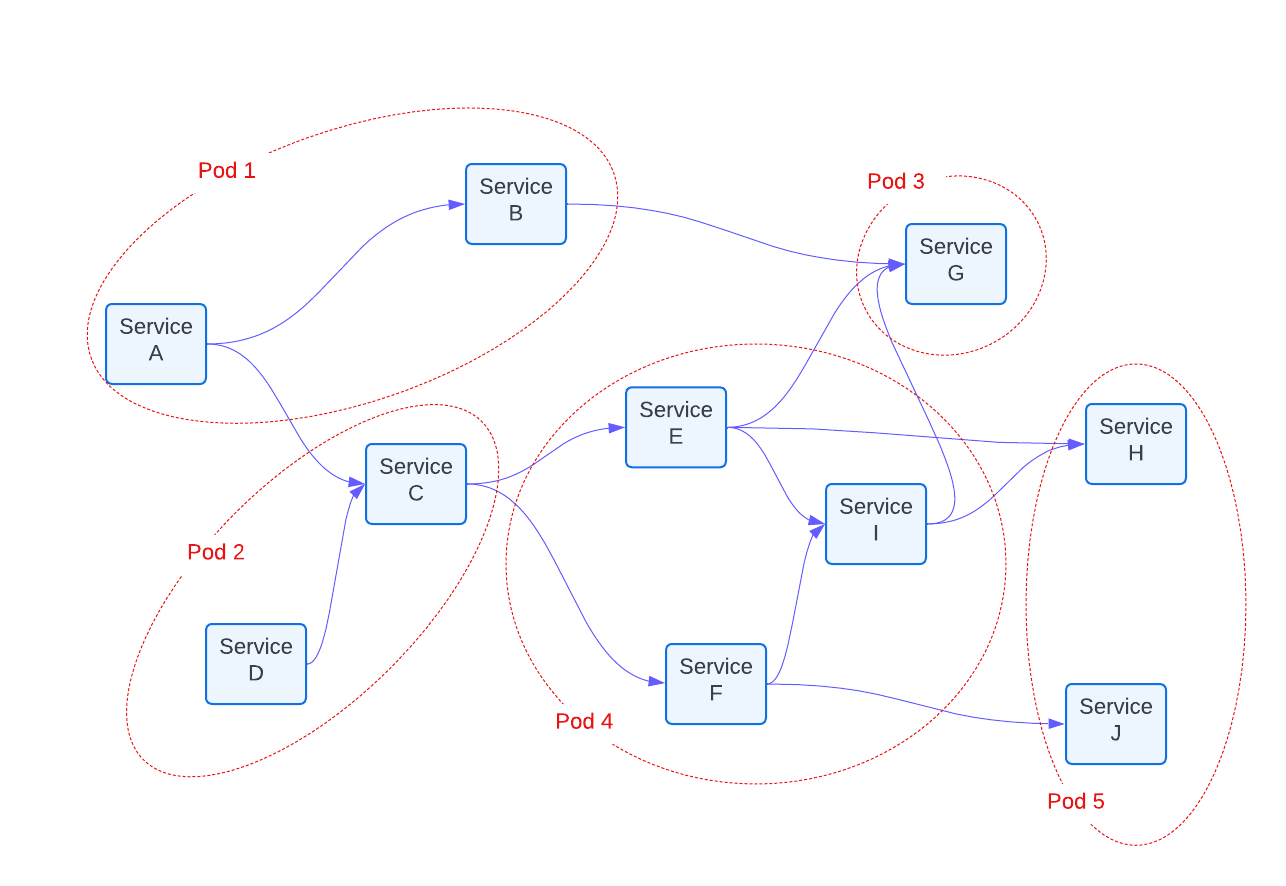 Pod 1
Service
B
Pod 3
Service
G
Service
A
Service
E
Service
H
Service
C
Service
I
Pod 2
Service
D
Service
F
Pod 4
Service
J
Pod 5